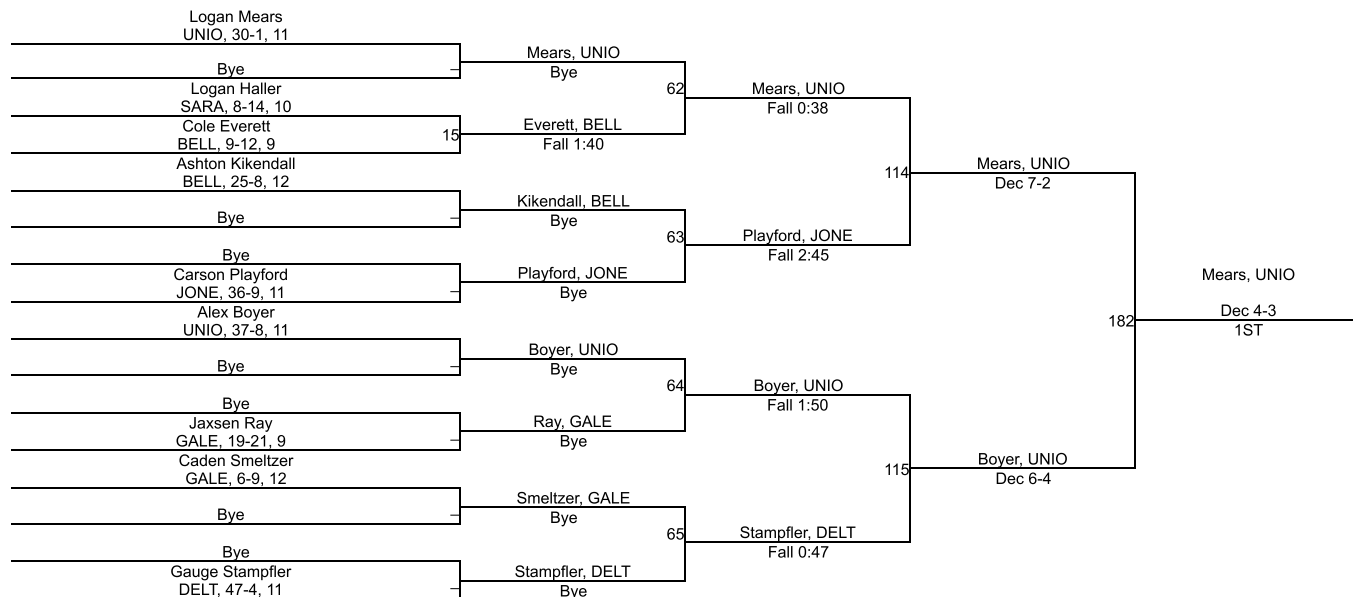 Logan Mears
UNIO, 30-1, 11
Bye
Logan Haller
SARA, 8-14, 10
Cole Everett
BELL, 9-12, 9
Ashton Kikendall
BELL, 25-8, 12
Bye
Bye
Carson Playford
JONE, 36-9, 11
Alex Boyer
UNIO, 37-8, 11
Bye
Bye
Jaxsen Ray
GALE, 19-21, 9
Caden Smeltzer
GALE, 6-9, 12
Bye
Bye
Gauge Stampfler
DELT, 47-4, 11
15
Mears, UNIO
Bye
Everett, BELL
Fall 1:40
Kikendall, BELL
Bye
Playford, JONE
Bye
Boyer, UNIO
Bye
Ray, GALE
Bye
Smeltzer, GALE
Bye
Stampfler, DELT
Bye
62
63
64
65
Mears, UNIO
Fall 0:38
Playford, JONE
Fall 2:45
Boyer, UNIO
Fall 1:50
Stampfler, DELT
Fall 0:47
114
115
Mears, UNIO
Dec 7-2
Boyer, UNIO
Dec 6-4
182
Mears, UNIO
Dec 4-3
1ST